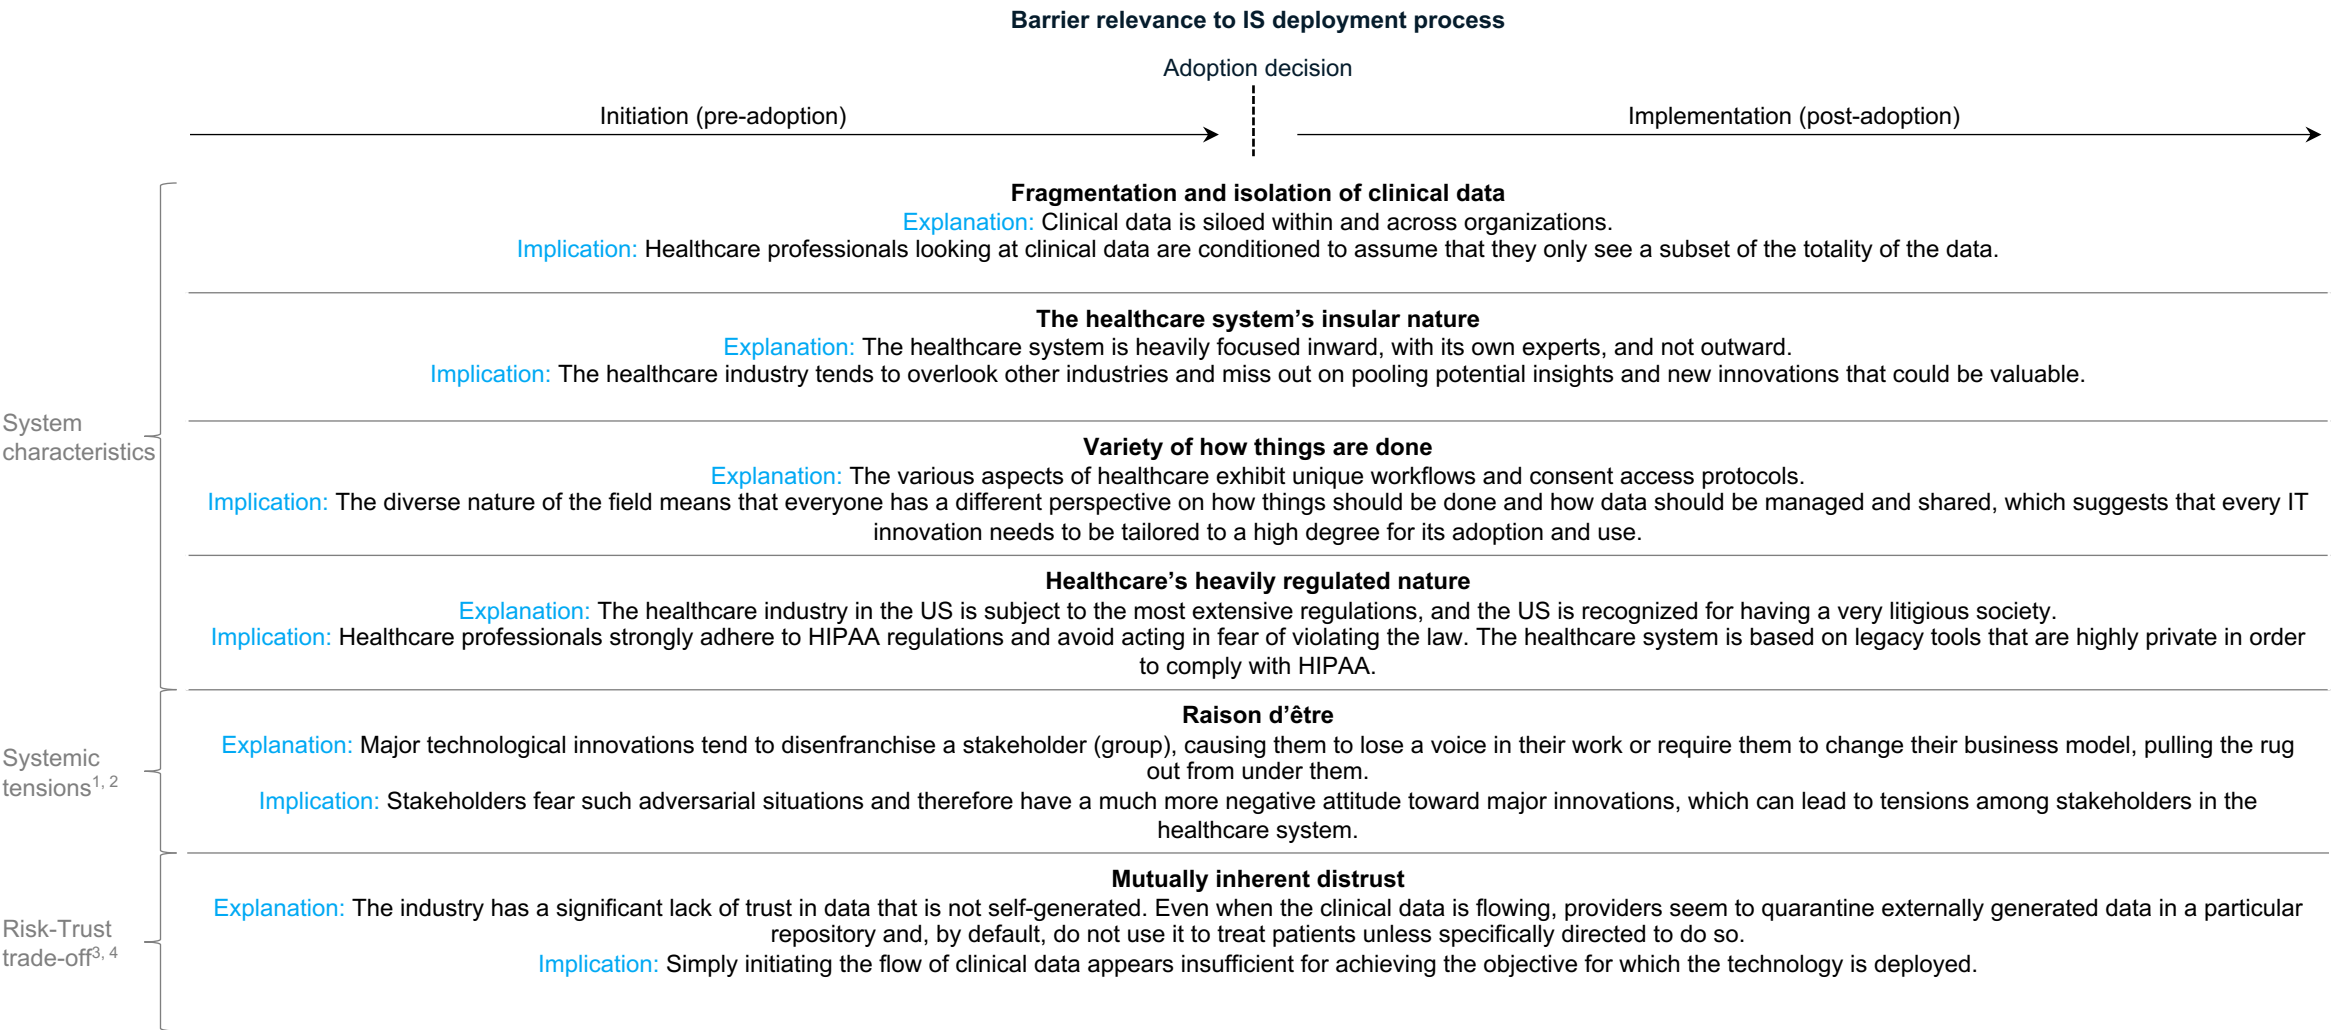 Barrier relevance to IS deployment process
Adoption decision
Initiation (pre-adoption)
Implementation (post-adoption)
System
characteristics
Fragmentation and isolation of clinical data
Explanation: Clinical data is siloed within and across organizations.
Implication: Healthcare professionals looking at clinical data are conditioned to assume that they only see a subset of the totality of the data.
The healthcare system’s insular nature
Explanation: The healthcare system is heavily focused inward, with its own experts, and not outward.
Implication: The healthcare industry tends to overlook other industries and miss out on pooling potential insights and new innovations that could be valuable.
Variety of how things are done
Explanation: The various aspects of healthcare exhibit unique workflows and consent access protocols.
Implication: The diverse nature of the field means that everyone has a different perspective on how things should be done and how data should be managed and shared, which suggests that every IT
innovation needs to be tailored to a high degree for its adoption and use.
Healthcare’s heavily regulated nature
Explanation: The healthcare industry in the US is subject to the most extensive regulations, and the US is recognized for having a very litigious society.
Implication: Healthcare professionals strongly adhere to HIPAA regulations and avoid acting in fear of violating the law. The healthcare system is based on legacy tools that are highly private in order
to comply with HIPAA.
Systemic
tensions1, 2
Raison d’être
Explanation: Major technological innovations tend to disenfranchise a stakeholder (group), causing them to lose a voice in their work or require them to change their business model, pulling the rug
out from under them.
Implication: Stakeholders fear such adversarial situations and therefore have a much more negative attitude toward major innovations, which can lead to tensions among stakeholders in the
healthcare system.
Risk-Trust
trade-off3, 4
Mutually inherent distrust
Explanation: The industry has a significant lack of trust in data that is not self-generated. Even when the clinical data is flowing, providers seem to quarantine externally generated data in a particular
repository and, by default, do not use it to treat patients unless specifically directed to do so.
Implication: Simply initiating the flow of clinical data appears insufficient for achieving the objective for which the technology is deployed.